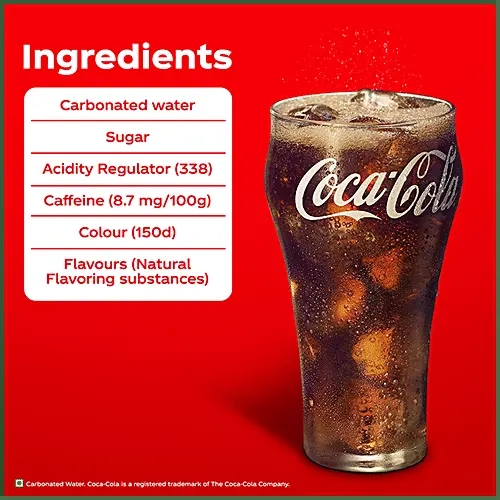 Ingredients
Carbonated water
Sugar
Acidity Regulator (338)
Caffeine (8.7 mg/100g)
Colour (150d)
Flavours (Natural
Flavoring substances)
Coca-Cola
Carbonated Water. Coca-Cola is a registered trademark of The Coca-Cola Company.